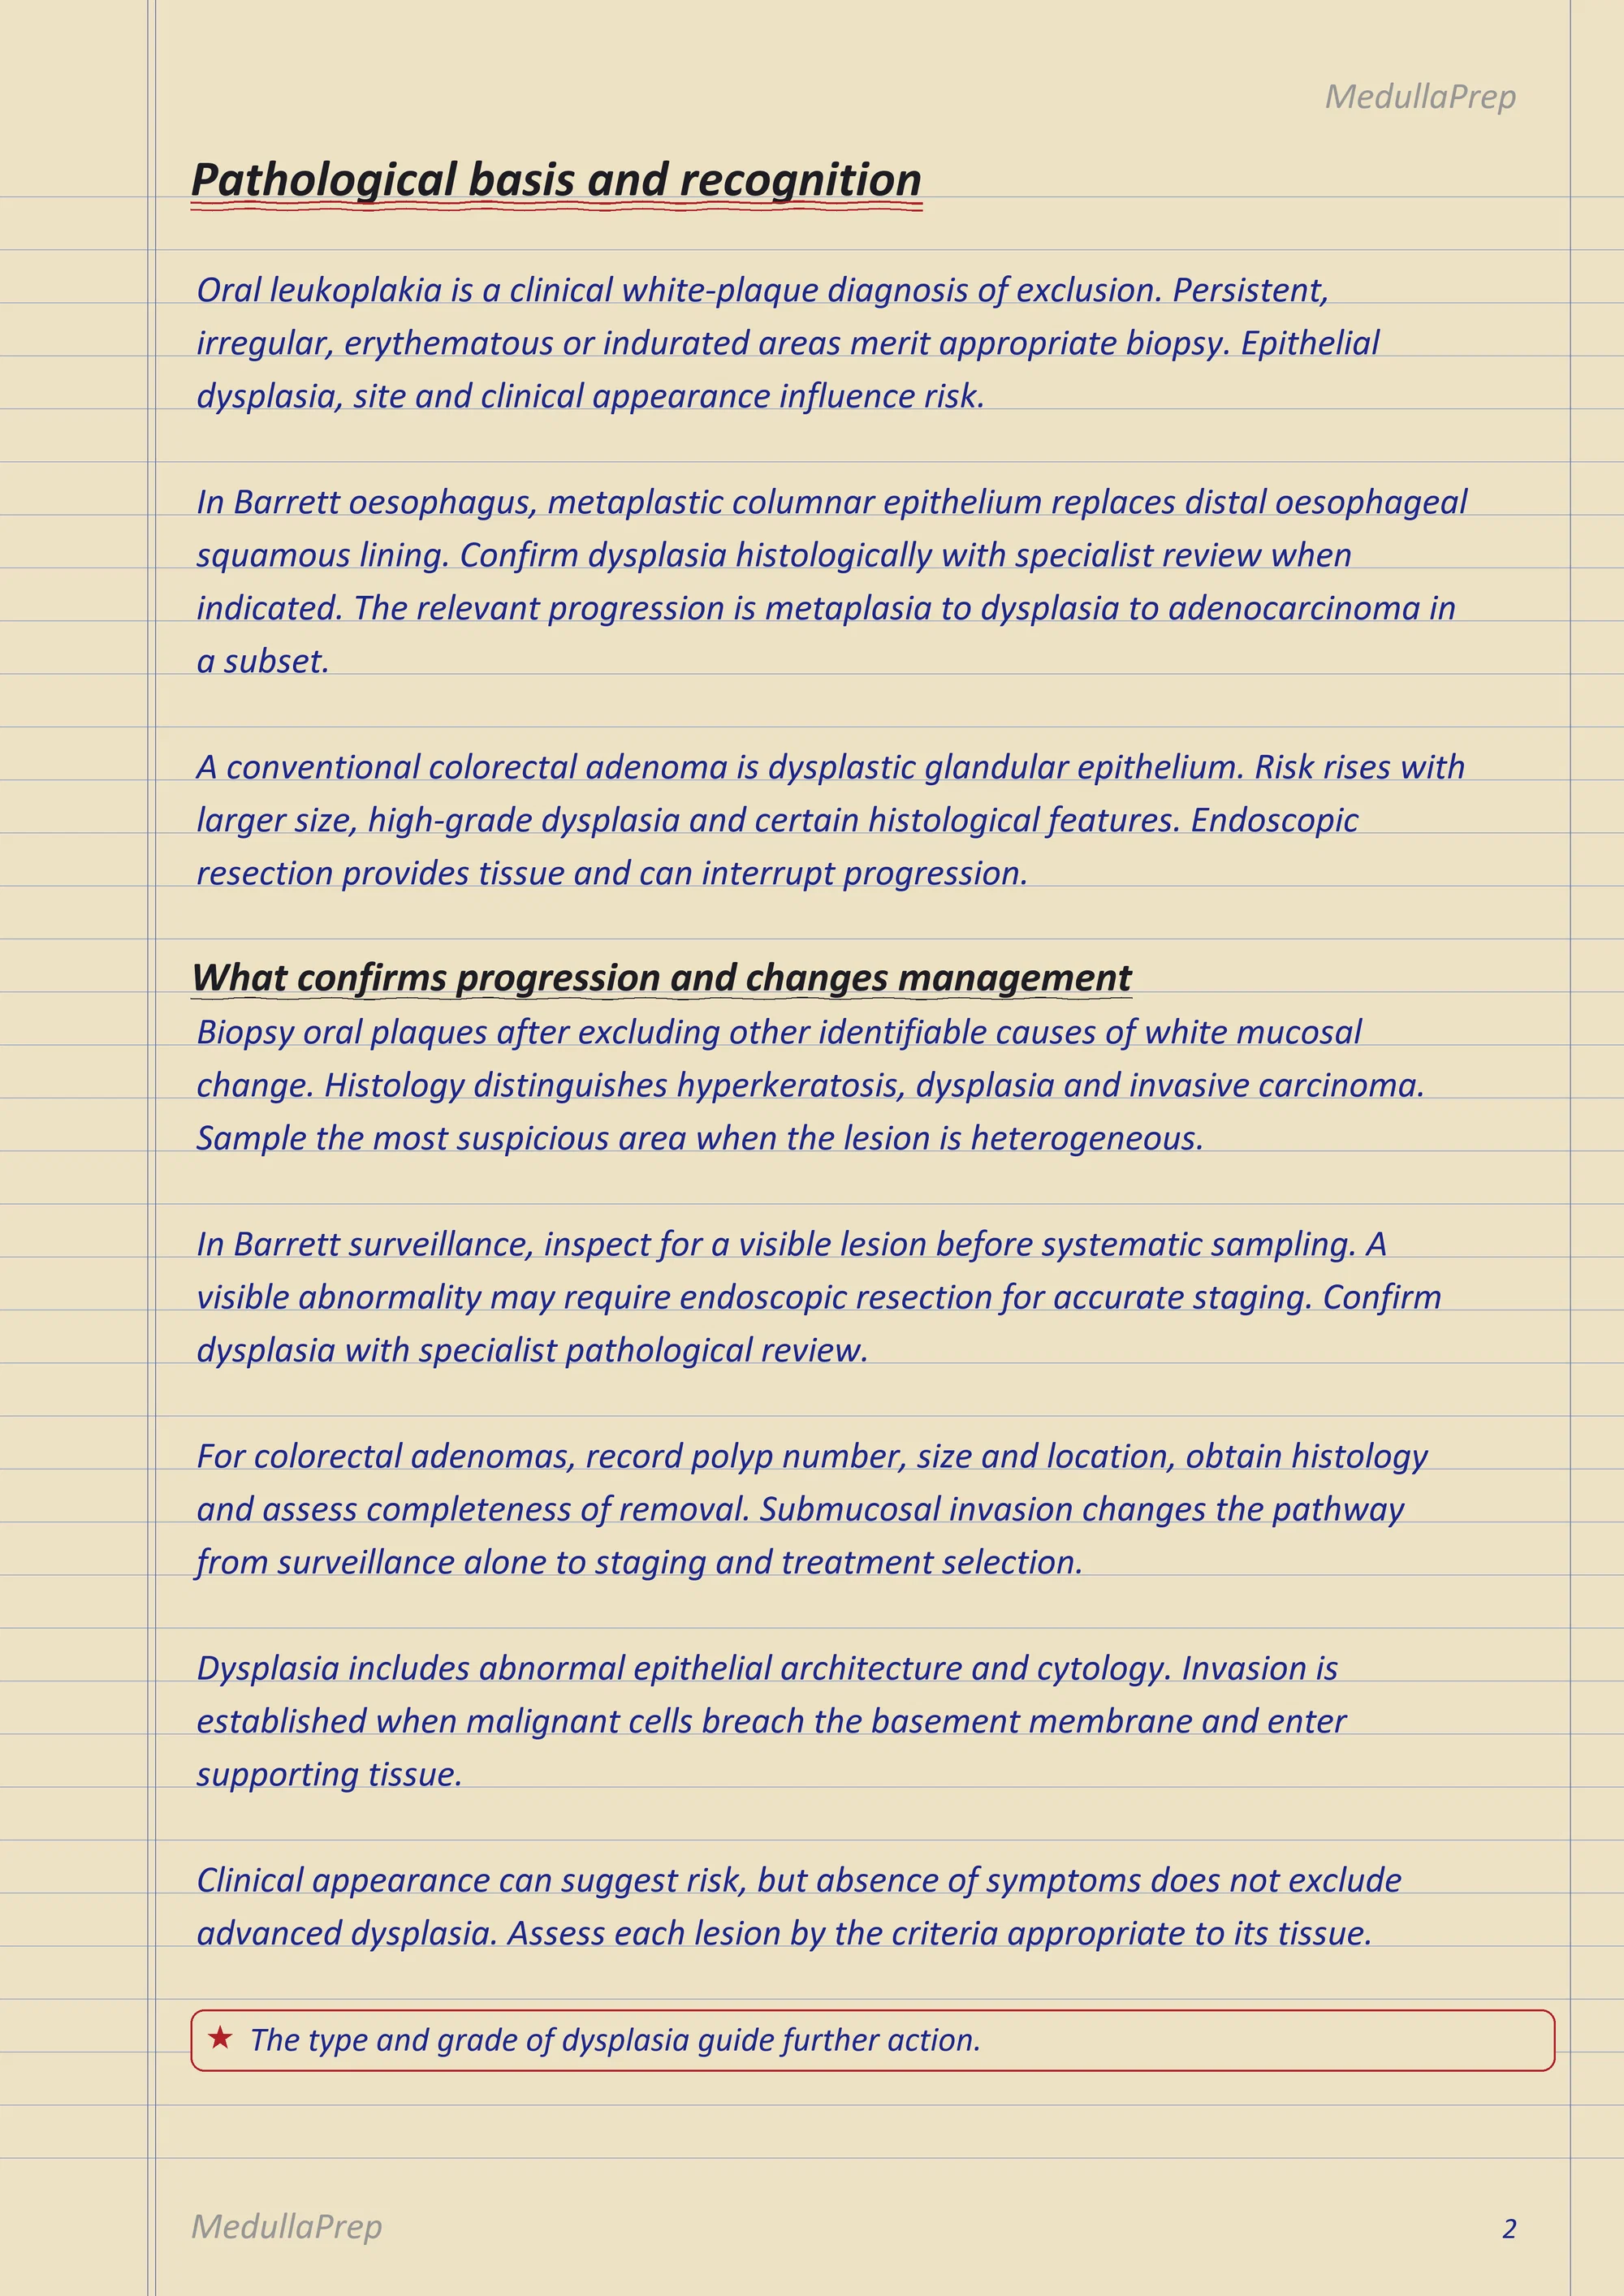 MedullaPrep
Pathological basis and recognition
Oral leukoplakia is a clinical white-plaque diagnosis of exclusion. Persistent,
irregular, erythematous or indurated areas merit appropriate biopsy. Epithelial
dysplasia, site and clinical appearance influence risk.
In Barrett oesophagus, metaplastic columnar epithelium replaces distal oesophageal
squamous lining. Confirm dysplasia histologically with specialist review when
indicated. The relevant progression is metaplasia to dysplasia to adenocarcinoma in
a subset.
A conventional colorectal adenoma is dysplastic glandular epithelium. Risk rises with
larger size, high-grade dysplasia and certain histological features. Endoscopic
resection provides tissue and can interrupt progression.
What confirms progression and changes management
Biopsy oral plaques after excluding other identifiable causes of white mucosal
change. Histology distinguishes hyperkeratosis, dysplasia and invasive carcinoma.
Sample the most suspicious area when the lesion is heterogeneous.
In Barrett surveillance, inspect for a visible lesion before systematic sampling. A
visible abnormality may require endoscopic resection for accurate staging. Confirm
dysplasia with specialist pathological review.
For colorectal adenomas, record polyp number, size and location, obtain histology
and assess completeness of removal. Submucosal invasion changes the pathway
from surveillance alone to staging and treatment selection.
Dysplasia includes abnormal epithelial architecture and cytology. Invasion is
established when malignant cells breach the basement membrane and enter
supporting tissue.
Clinical appearance can suggest risk, but absence of symptoms does not exclude
advanced dysplasia. Assess each lesion by the criteria appropriate to its tissue.
★ The type and grade of dysplasia guide further action.
MedullaPrep
2